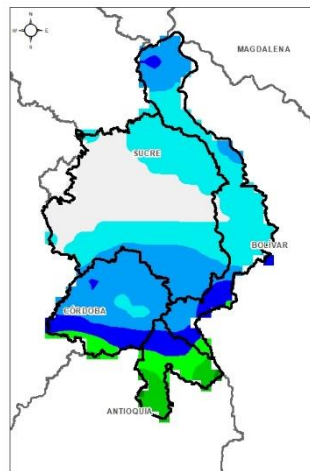 N
W E
S
MAGDALENA
SUCRE
BOLIVAR
CÓRDOBA
ANTIOQUIA